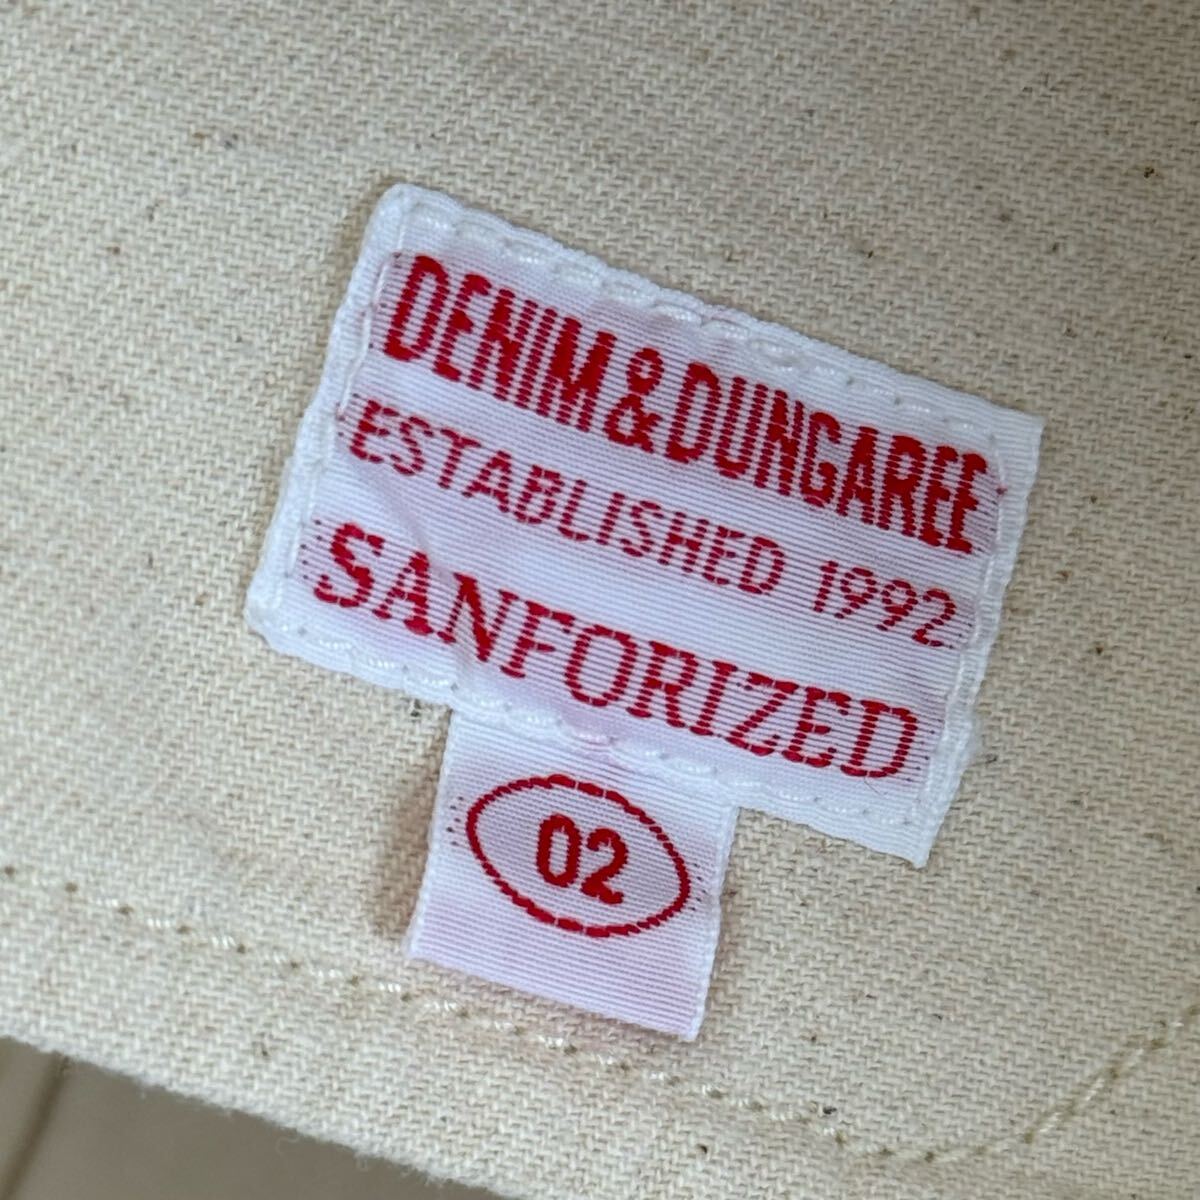 DENIM&DUNGAREE
ESTABLISHED 1992
SANFORIZED
02